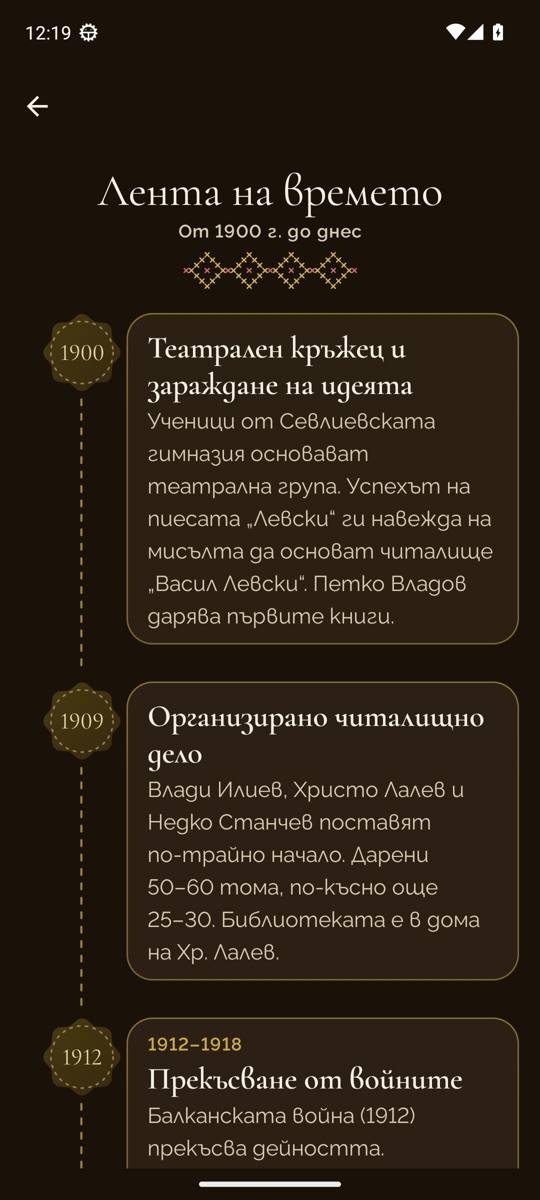 12:19
Лента на времето
От 1900 г. до днес
1900
Театрален кръжец и
зараждане на идеята
Ученици от Севлиевската
гимназия основават
театрална група. Успехът на
пиесата „Левски“ ги навежда на
мисълта да основат читалище
„Васил Левски“. Петко Владов
дарява първите книги.
1909
Организирано читалищно
дело
Влади Илиев, Христо Лалев и
Недко Станчев поставят
по-трайно начало. Дарени
50–60 тома, по-късно още
25–30. Библиотеката е в дома
на Хр. Лалев.
1912
1912–1918
Прекъсване от войните
Балканската война (1912)
прекъсва дейността.